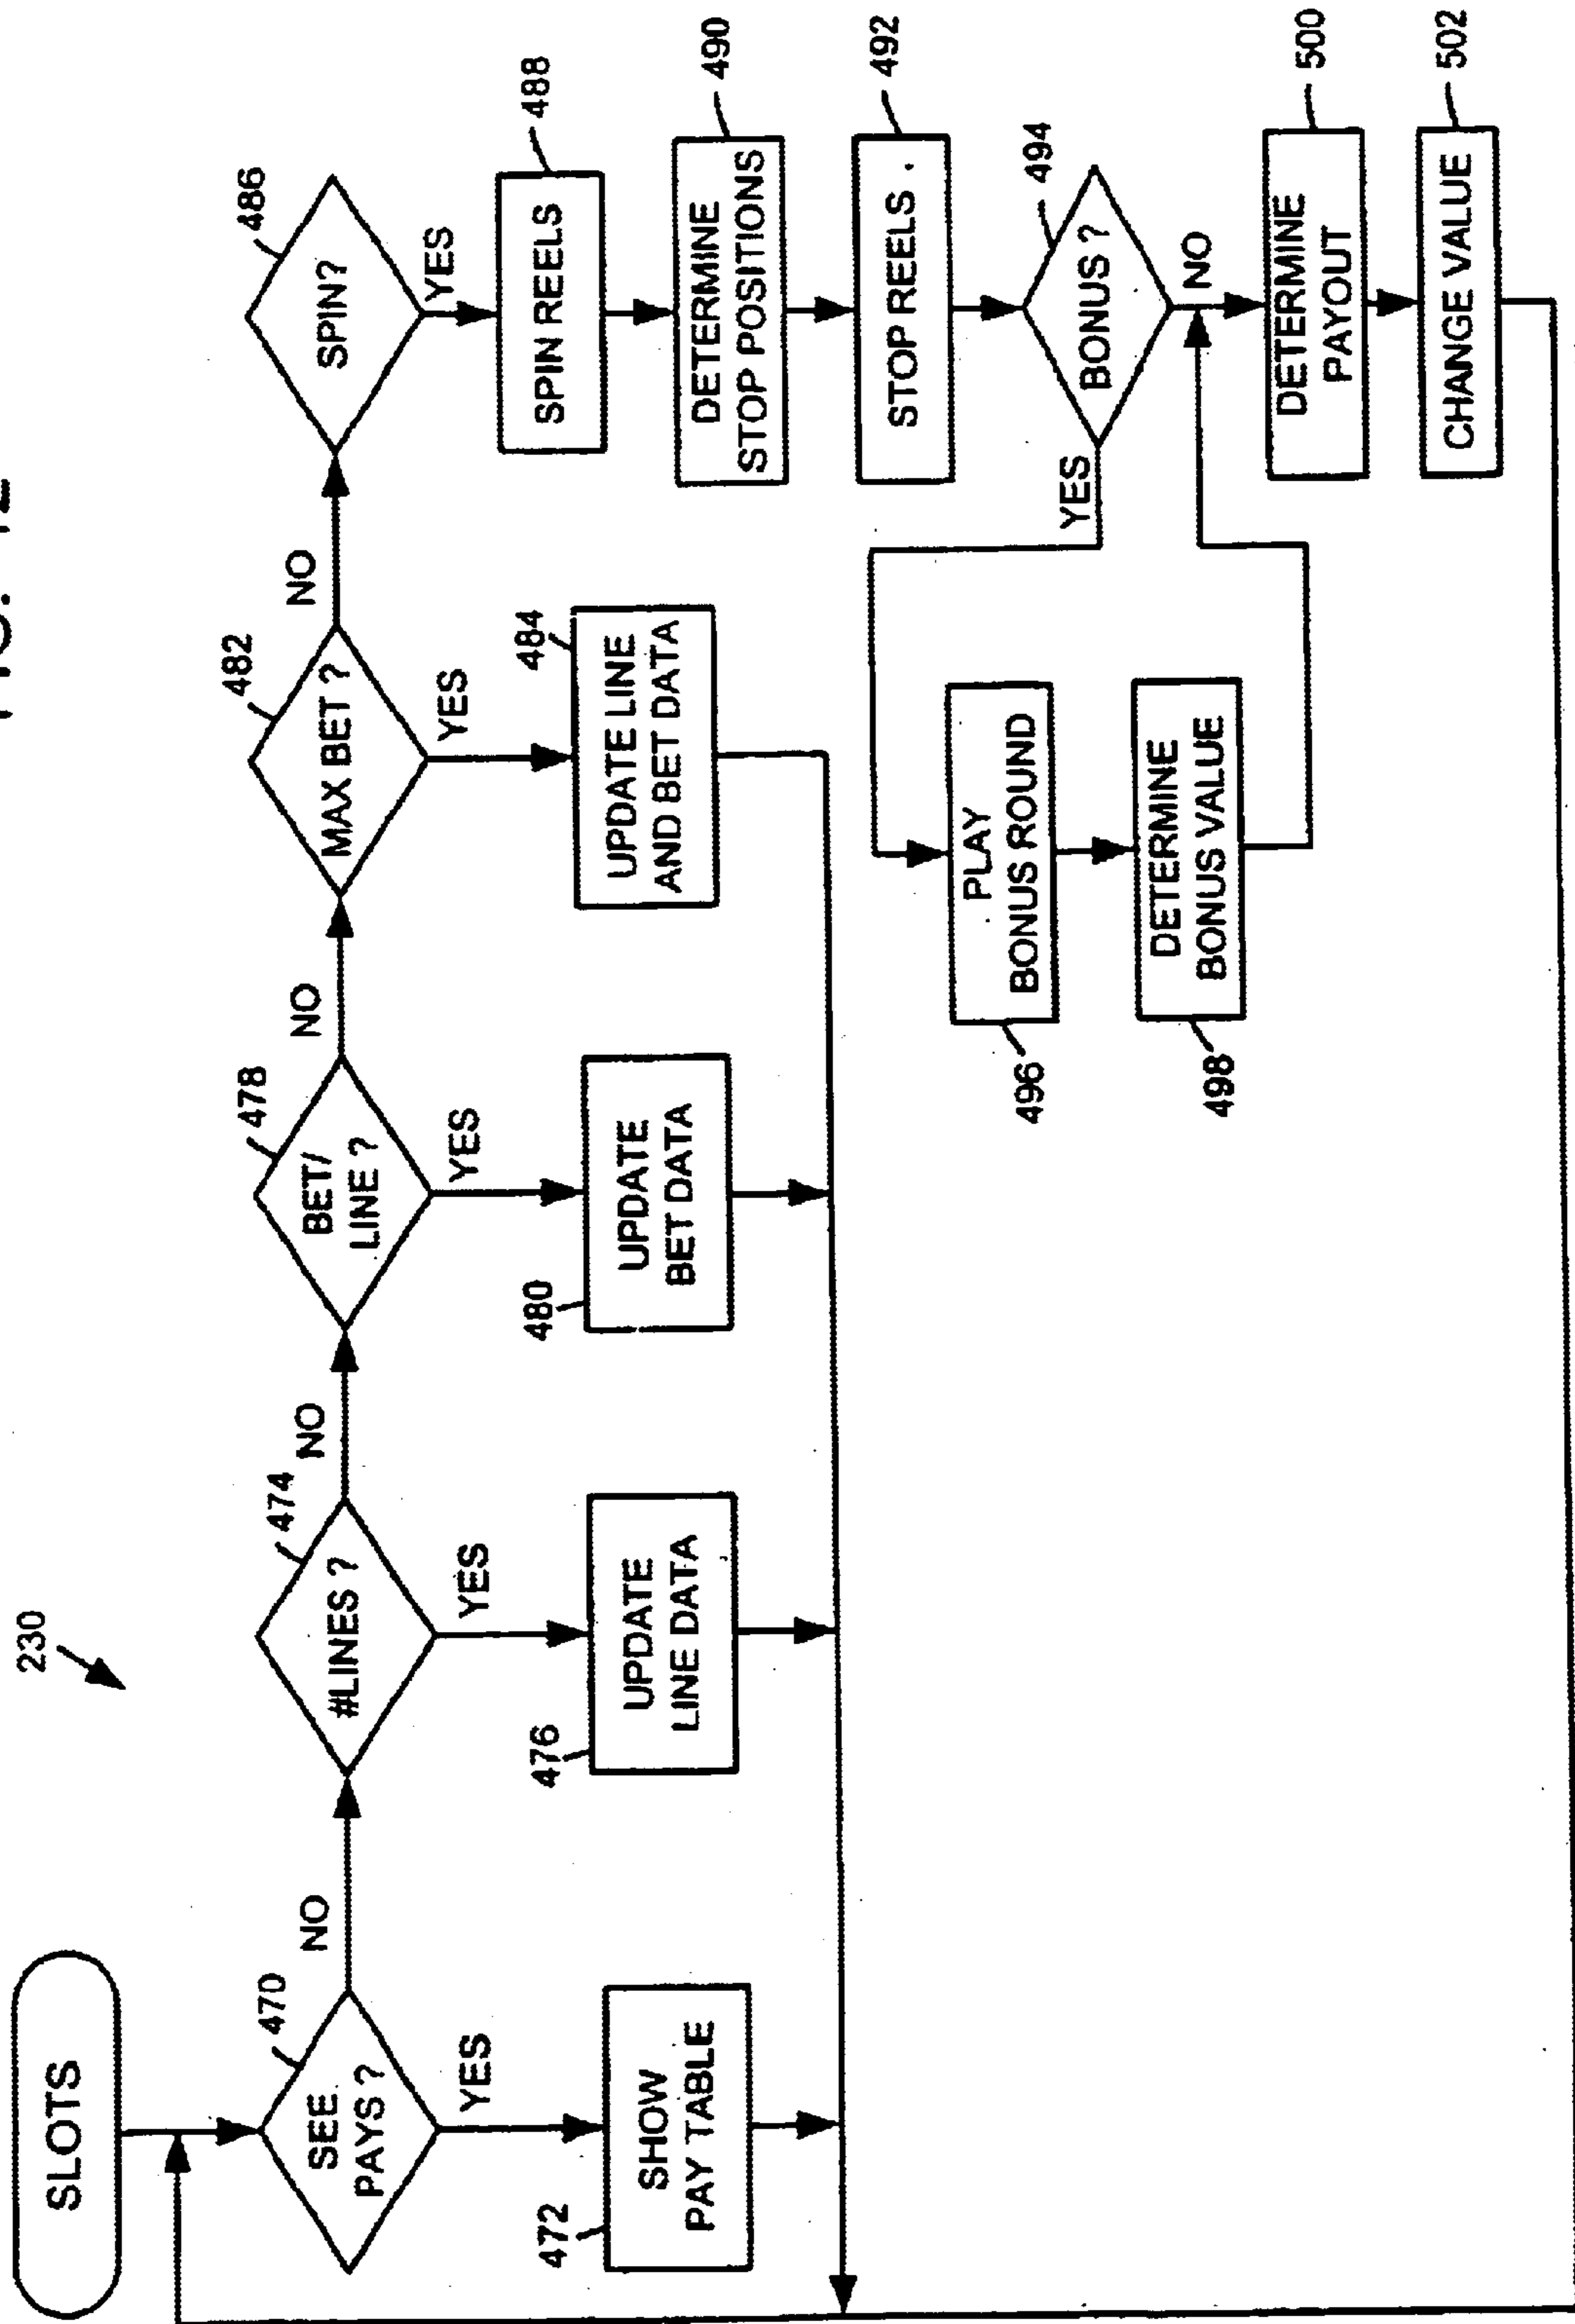 230
SLOTS
470
SEE
PAYS ?
NO
YES
472
SHOW
PAY TABLE
474
#LINES ?
NO
YES
476
UPDATE
LINE DATA
478
BET/
LINE ?
NO
YES
480
UPDATE
BET DATA
482
MAX BET ?
NO
YES
484
UPDATE LINE
AND BET DATA
486
SPIN?
YES
488
SPIN REELS
490
DETERMINE
STOP POSITIONS
492
STOP REELS .
494
BONUS ?
YES
NO
496
PLAY
BONUS ROUND
498
DETERMINE
BONUS VALUE
500
DETERMINE
PAYOUT
502
CHANGE VALUE